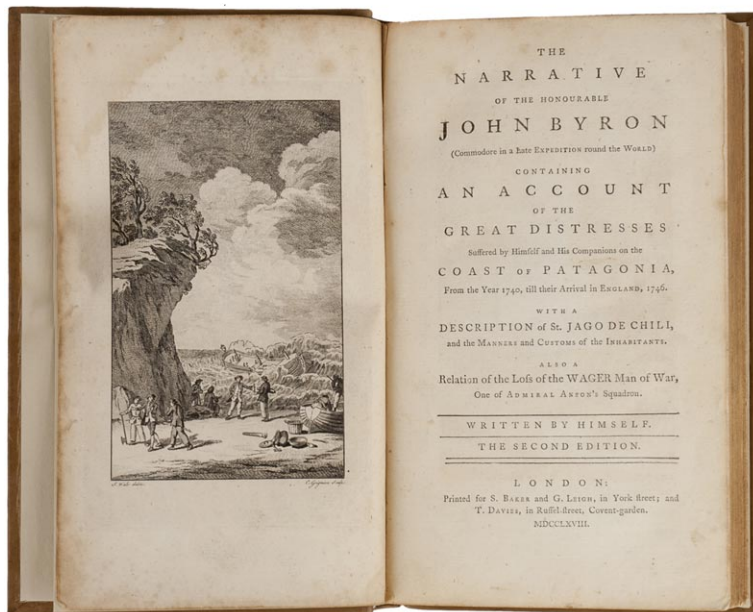 THE
NARRATIVE
OF THE HONOURABLE
JOHN BYRON
(Commodore in a late EXPEDITION round the WORLD)
CONTAINING
AN ACCOUNT
OF THE
GREAT DISTRESSES
Suffered by Himself and His Companions on the
COAST OF PATAGONIA,
From the Year 1740, till their Arrival in ENGLAND, 1746.
WITH A
DESCRIPTION of St. JAGO DE CHILI,
and the MANNERS and CUSTOMS of the INHABITANTS.
ALSO A
Relation of the Loſs of the WAGER Man of War,
One of ADMIRAL ANSON's Squadron.
WRITTEN BY HIMSELF.
THE SECOND EDITION.
LONDON:
Printed for S. BAKER and G. LEIGH, in York ſtreet; and
T. DAVIES, in Ruſſel-ſtreet, Covent-garden.
MDCCLXVIII.